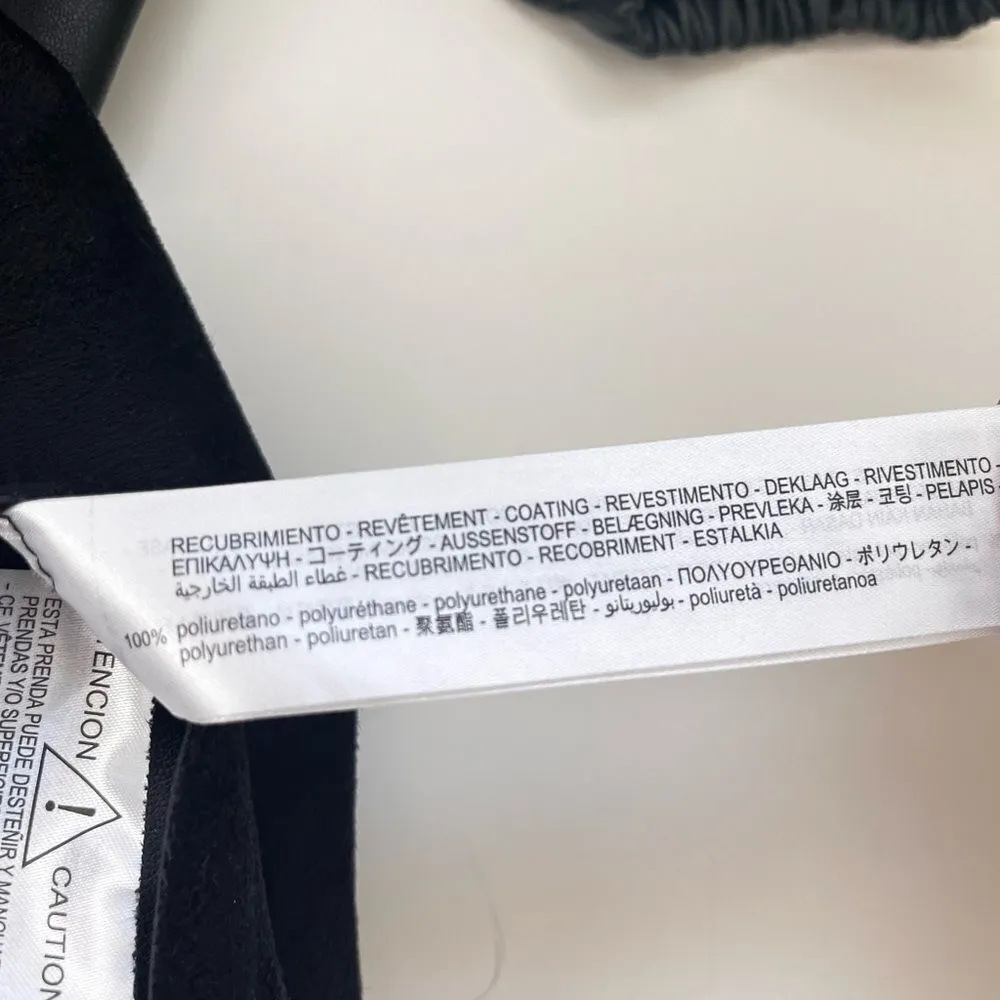 RECUBRIMIENTO - REVÊTEMENT - COATING - REVESTIMENTO - DEKLAAG - RIVESTIMENTO -
ΕΠΙΚΑΛΥΨΗ - コーティング - AUSSENSTOFF - BELÆGNING - PREVLEKA - 涂层 - 코팅 - PELAPIS -
غطاء الطبقة الخارجية - RECUBRIMENTO - RECOBRIMENT - ESTALKIA
100% poliuretano - polyuréthane - polyurethane - polyuretaan - ΠΟΛΥΟΥΡΕΘΑΝΙΟ - ポリウレタン -
polyurethan - poliuretan - 聚氨酯 - 폴리우레탄 - بوليوريتانو - poliuretà - poliuretanoa
CAUTION
ESTA PRENDA PUEDE DESTEÑIR Y
PRENDAS Y/O